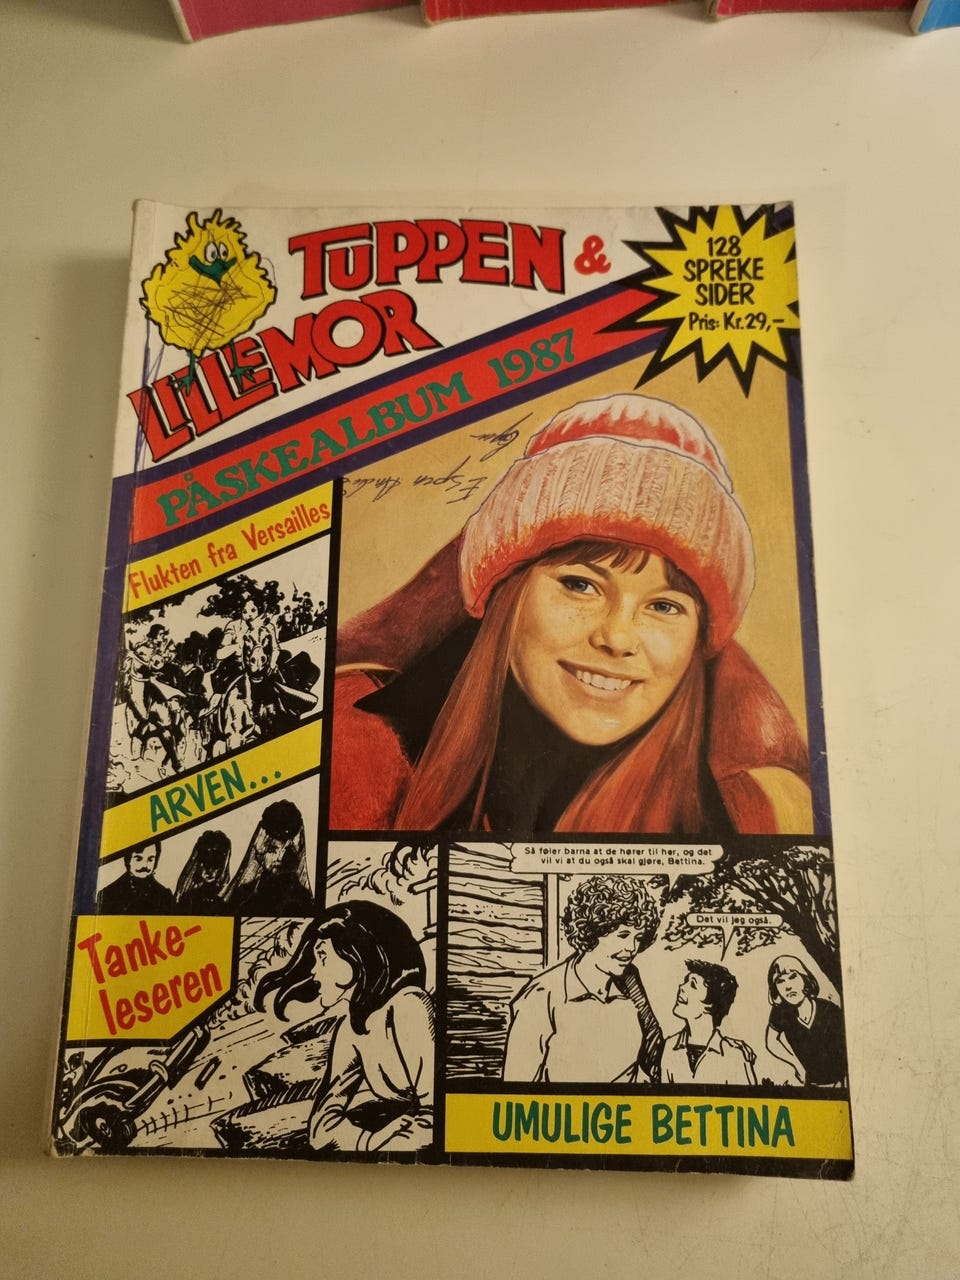 TUPPEN &
LILLEMOR
128
SPREKE
SIDER
Pris: Kr. 29,-
PÅSKEALBUM 1987
Espen
Flukten fra Versailles
ARVEN...
Tanke-
leseren
Så føler barna at de hører til her, og det
vil vi at du også skal gjøre, Bettina.
Det vil jeg også.
UMULIGE BETTINA